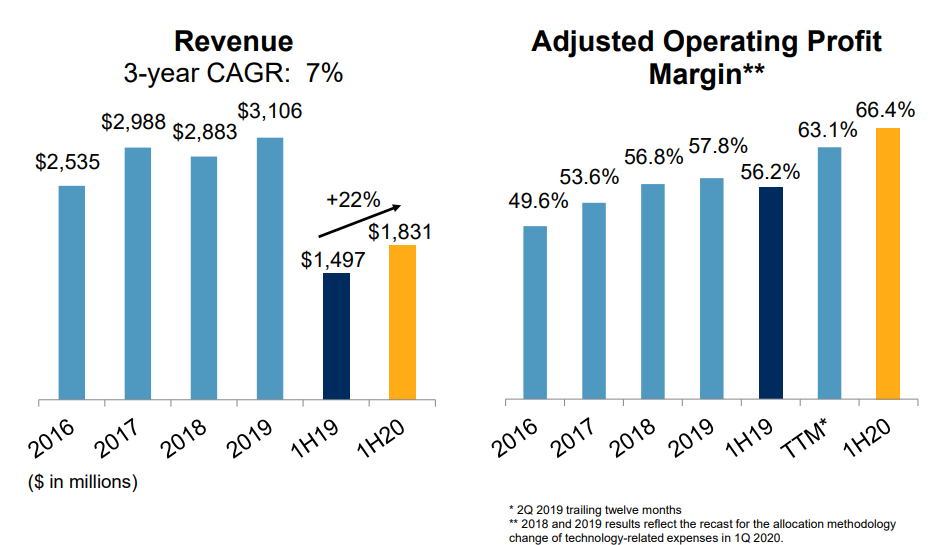 Revenue
3-year CAGR: 7%
$2,535
$2,988
$2,883
$3,106
+22%
$1,497
$1,831
2016
2017
2018
2019
1H19
1H20
($ in millions)
Adjusted Operating Profit
Margin**
49.6%
53.6%
56.8%
57.8%
56.2%
63.1%
66.4%
2016
2017
2018
2019
1H19
TTM*
1H20
* 2Q 2019 trailing twelve months
** 2018 and 2019 results reflect the recast for the allocation methodology
change of technology-related expenses in 1Q 2020.